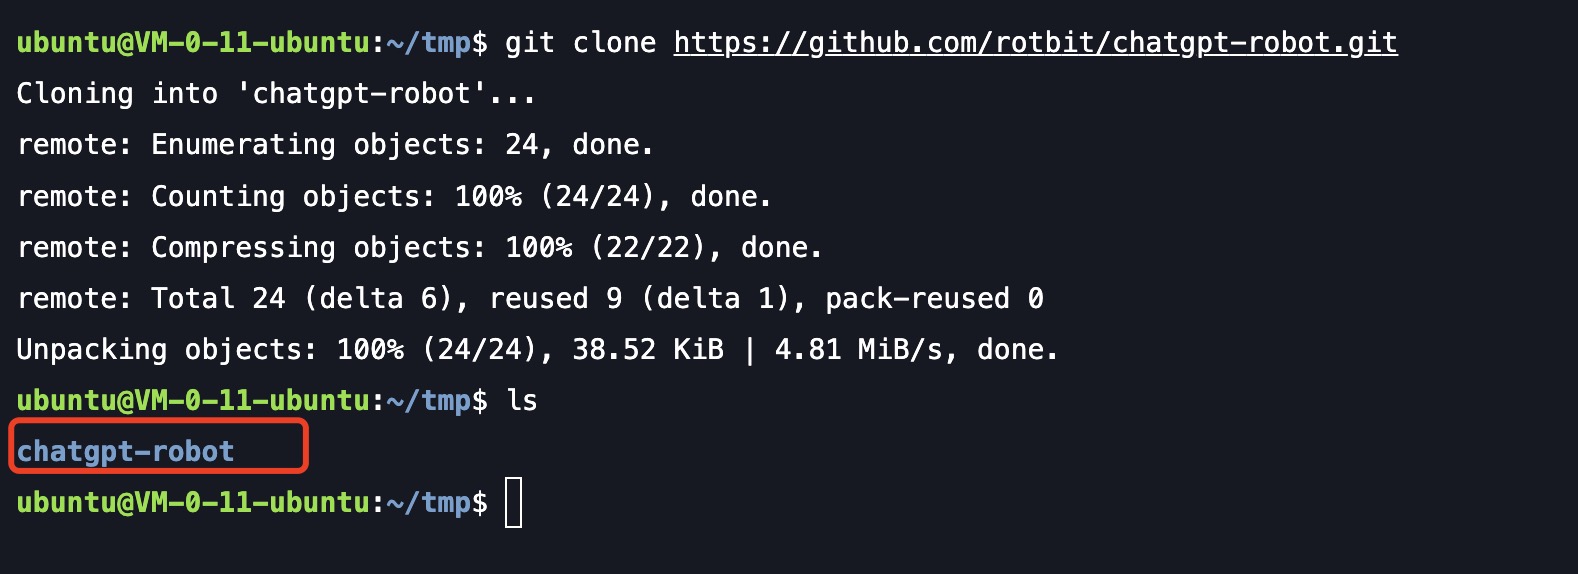 ubuntu@VM-0-11-ubuntu:~/tmp$ git clone https://github.com/rotbit/chatgpt-robot.git
Cloning into 'chatgpt-robot'...
remote: Enumerating objects: 24, done.
remote: Counting objects: 100% (24/24), done.
remote: Compressing objects: 100% (22/22), done.
remote: Total 24 (delta 6), reused 9 (delta 1), pack-reused 0
Unpacking objects: 100% (24/24), 38.52 KiB | 4.81 MiB/s, done.
ubuntu@VM-0-11-ubuntu:~/tmp$ ls
chatgpt-robot
ubuntu@VM-0-11-ubuntu:~/tmp$